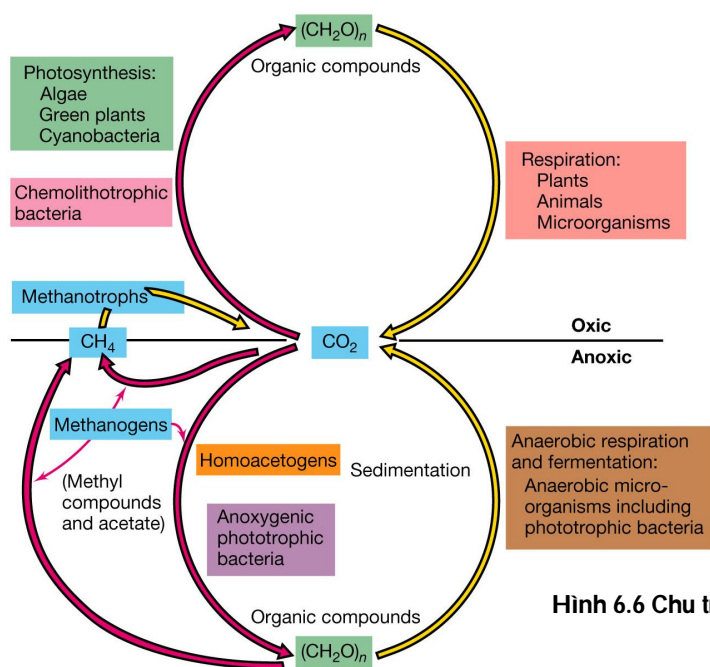 (CH2O)n
Organic compounds
Photosynthesis:
Algae
Green plants
Cyanobacteria
Chemolithotrophic
bacteria
Respiration:
Plants
Animals
Microorganisms
Methanotrophs
CH4
CO2
Oxic
Anoxic
Methanogens
(Methyl
compounds
and acetate)
Homoacetogens
Sedimentation
Anoxygenic
phototrophic
bacteria
Anaerobic respiration
and fermentation:
Anaerobic micro-
organisms including
phototrophic bacteria
Organic compounds
(CH2O)n
Hình 6.6 Chu